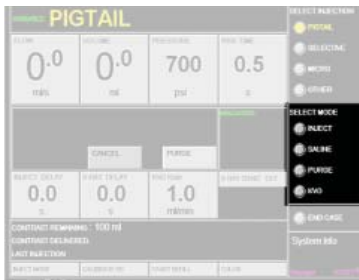 PIGTAIL
SELECT INJECTION
PIGTAIL
SELECTIVE
MICRO
OTHER
FLOW
VOLUME
PRESSURE
RISE TIME
0.0
0.0
700
0.5
ml/s
ml
psi
s
SELECT MODE
INJECT
SALINE
PURGE
KVO
CANCEL
PURGE
INJECT DELAY
X-RAY DELAY
0.0
0.0
1.0
s
s
ml/min
END CASE
CONTRAST REMAINING: 100 ml
CONTRAST DELIVERED:
LAST INJECTION
System Info